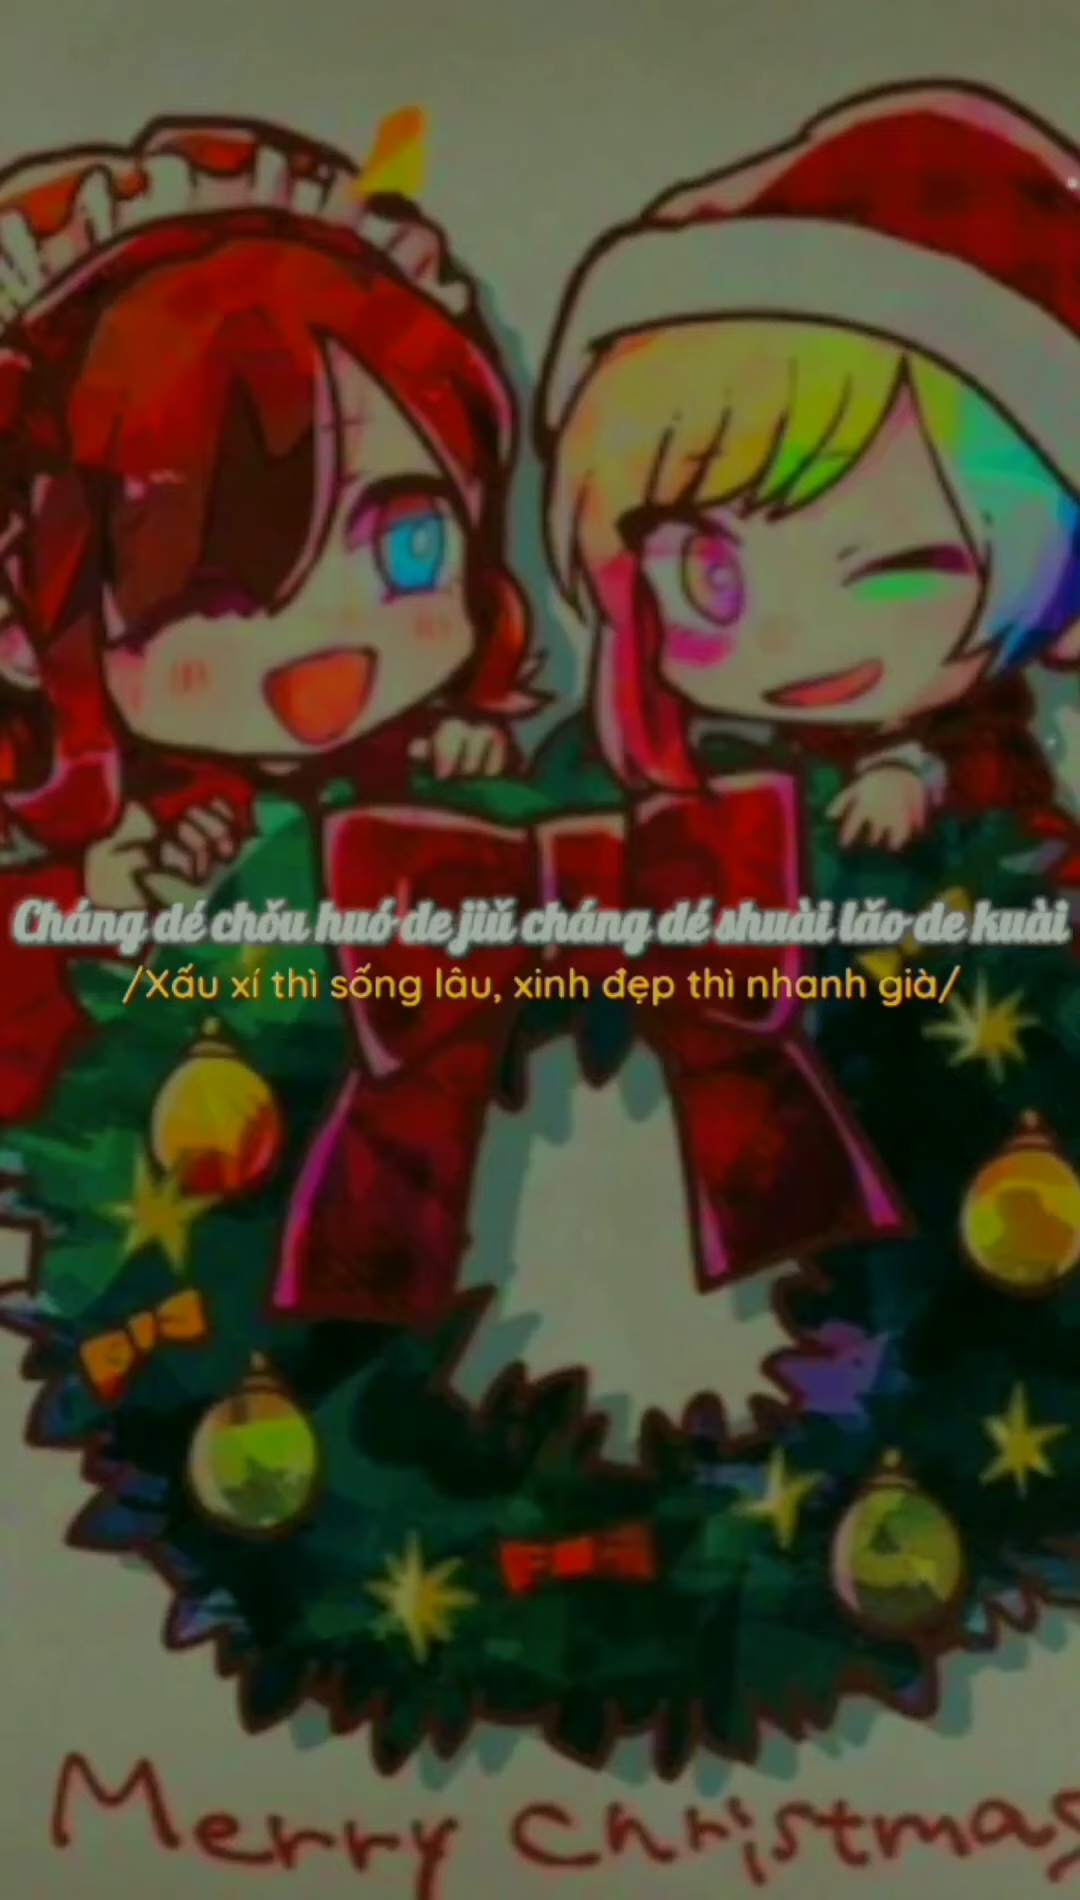 Cháng dé chǒu huó de jiǔ cháng dé shuài lǎo de kuài
/Xấu xí thì sống lâu, xinh đẹp thì nhanh già/
Merry Christmas